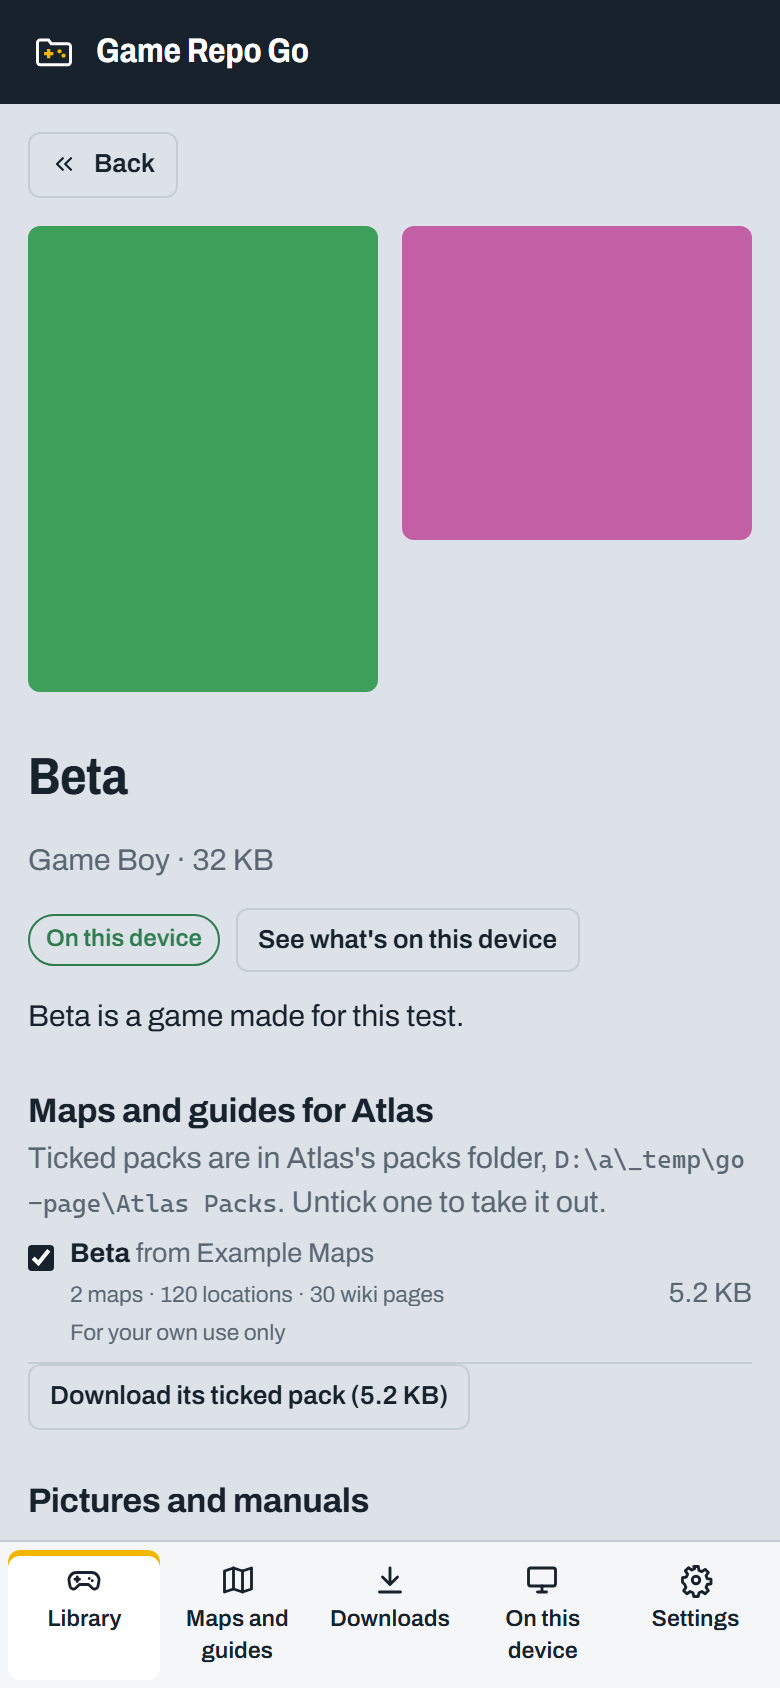 Game Repo Go
Back
Beta
Game Boy · 32 KB
On this device
See what's on this device
Beta is a game made for this test.
Maps and guides for Atlas
Ticked packs are in Atlas's packs folder, D:\a\_temp\go
-page\Atlas Packs. Untick one to take it out.
Beta from Example Maps
2 maps · 120 locations · 30 wiki pages
5.2 KB
For your own use only
Download its ticked pack (5.2 KB)
Pictures and manuals
Library
Maps and
guides
Downloads
On this
device
Settings